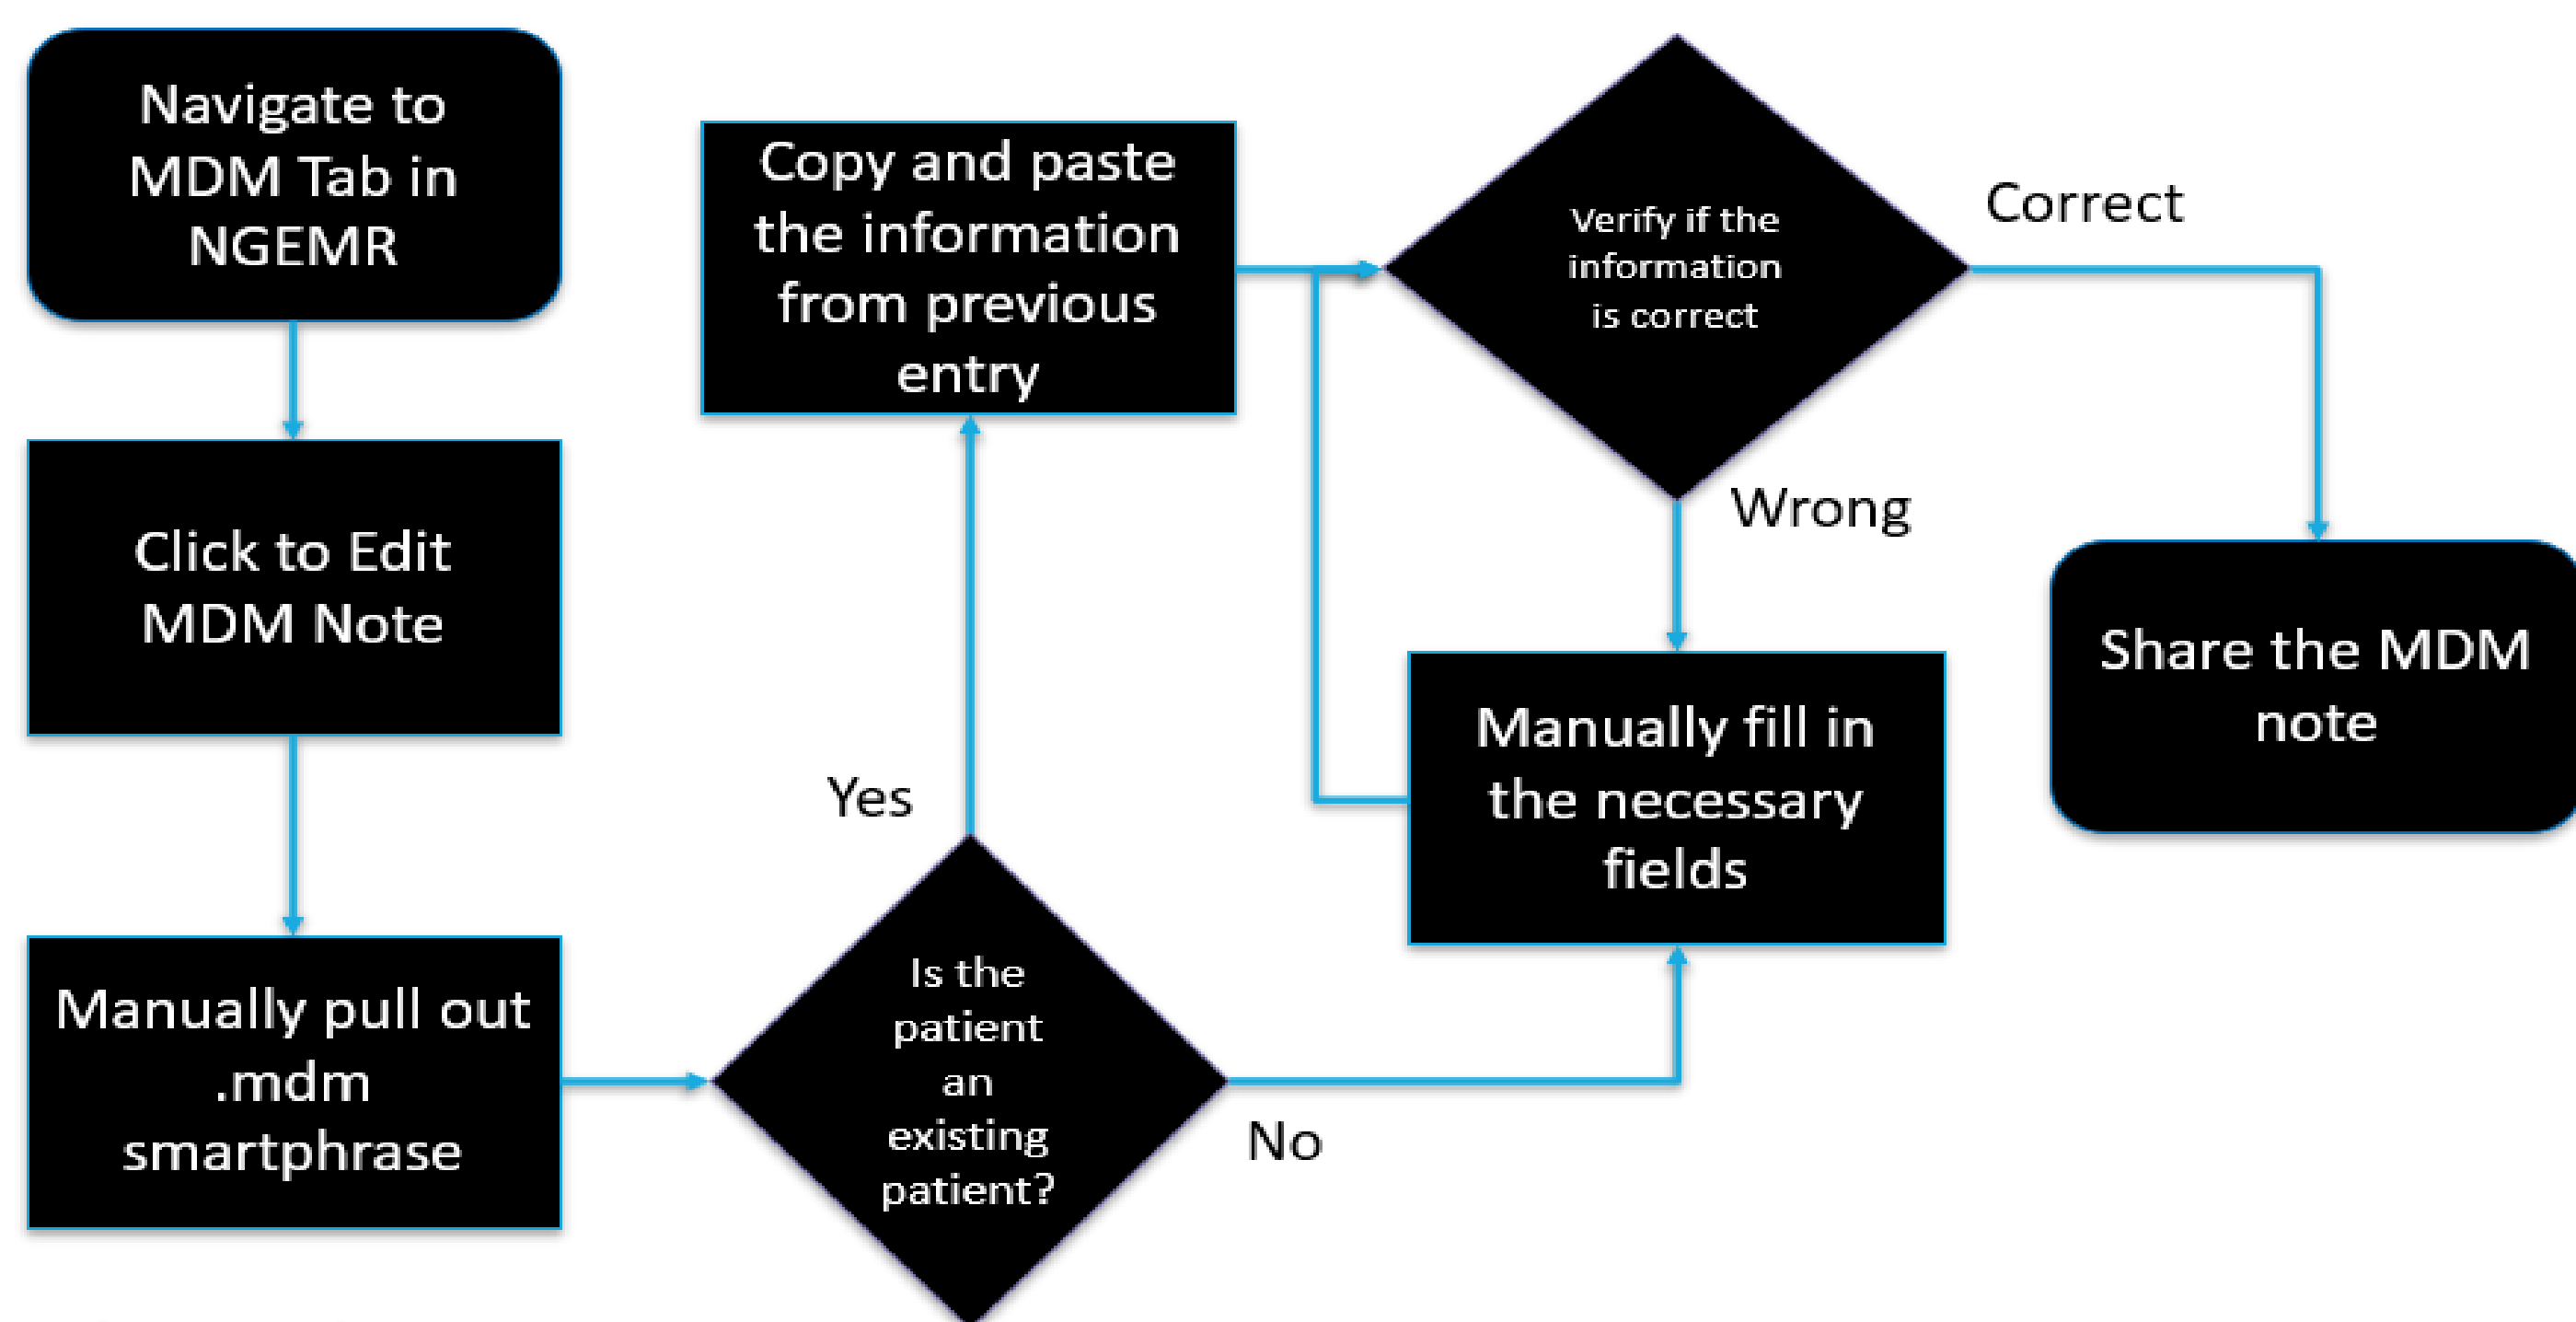 Navigate to
MDM Tab in
NGEMR
Click to Edit
MDM Note
Manually pull out
.mdm
smartphrase
Is the
patient
an
existing
patient?
Yes
No
Copy and paste
the information
from previous
entry
Verify if the
information
is correct
Correct
Wrong
Manually fill in
the necessary
fields
Share the MDM
note